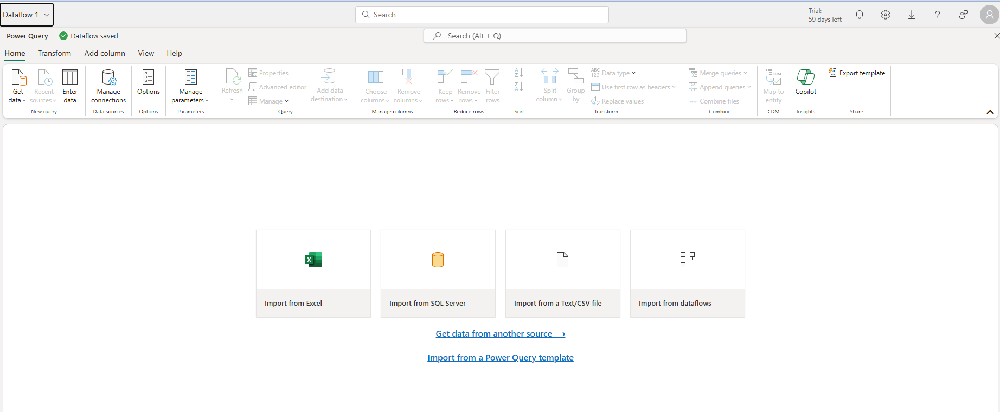 Dataflow 1
Search
Trial:
59 days left
Power Query
Dataflow saved
Search (Alt + Q)
Home
Transform
Add column
View
Help
Get
data
Recent
sources
Enter
data
New query
Manage
connections
Data sources
Options
Options
Manage
parameters
Parameters
Refresh
Properties
Advanced editor
Manage
Add data
destination
Query
Choose
columns
Remove
columns
Manage columns
Keep
rows
Remove
rows
Filter
rows
Reduce rows
A
Z
Z
A
Sort
Split
column
Group
by
ABC
123
Data type
Use first row as headers
1
2
Replace values
Transform
Merge queries
Append queries
Combine files
Combine
CDM
Map to
entity
CDM
Copilot
Insights
Export template
Share
X
Import from Excel
Import from SQL Server
Import from a Text/CSV file
Import from dataflows
Get data from another source →
Import from a Power Query template